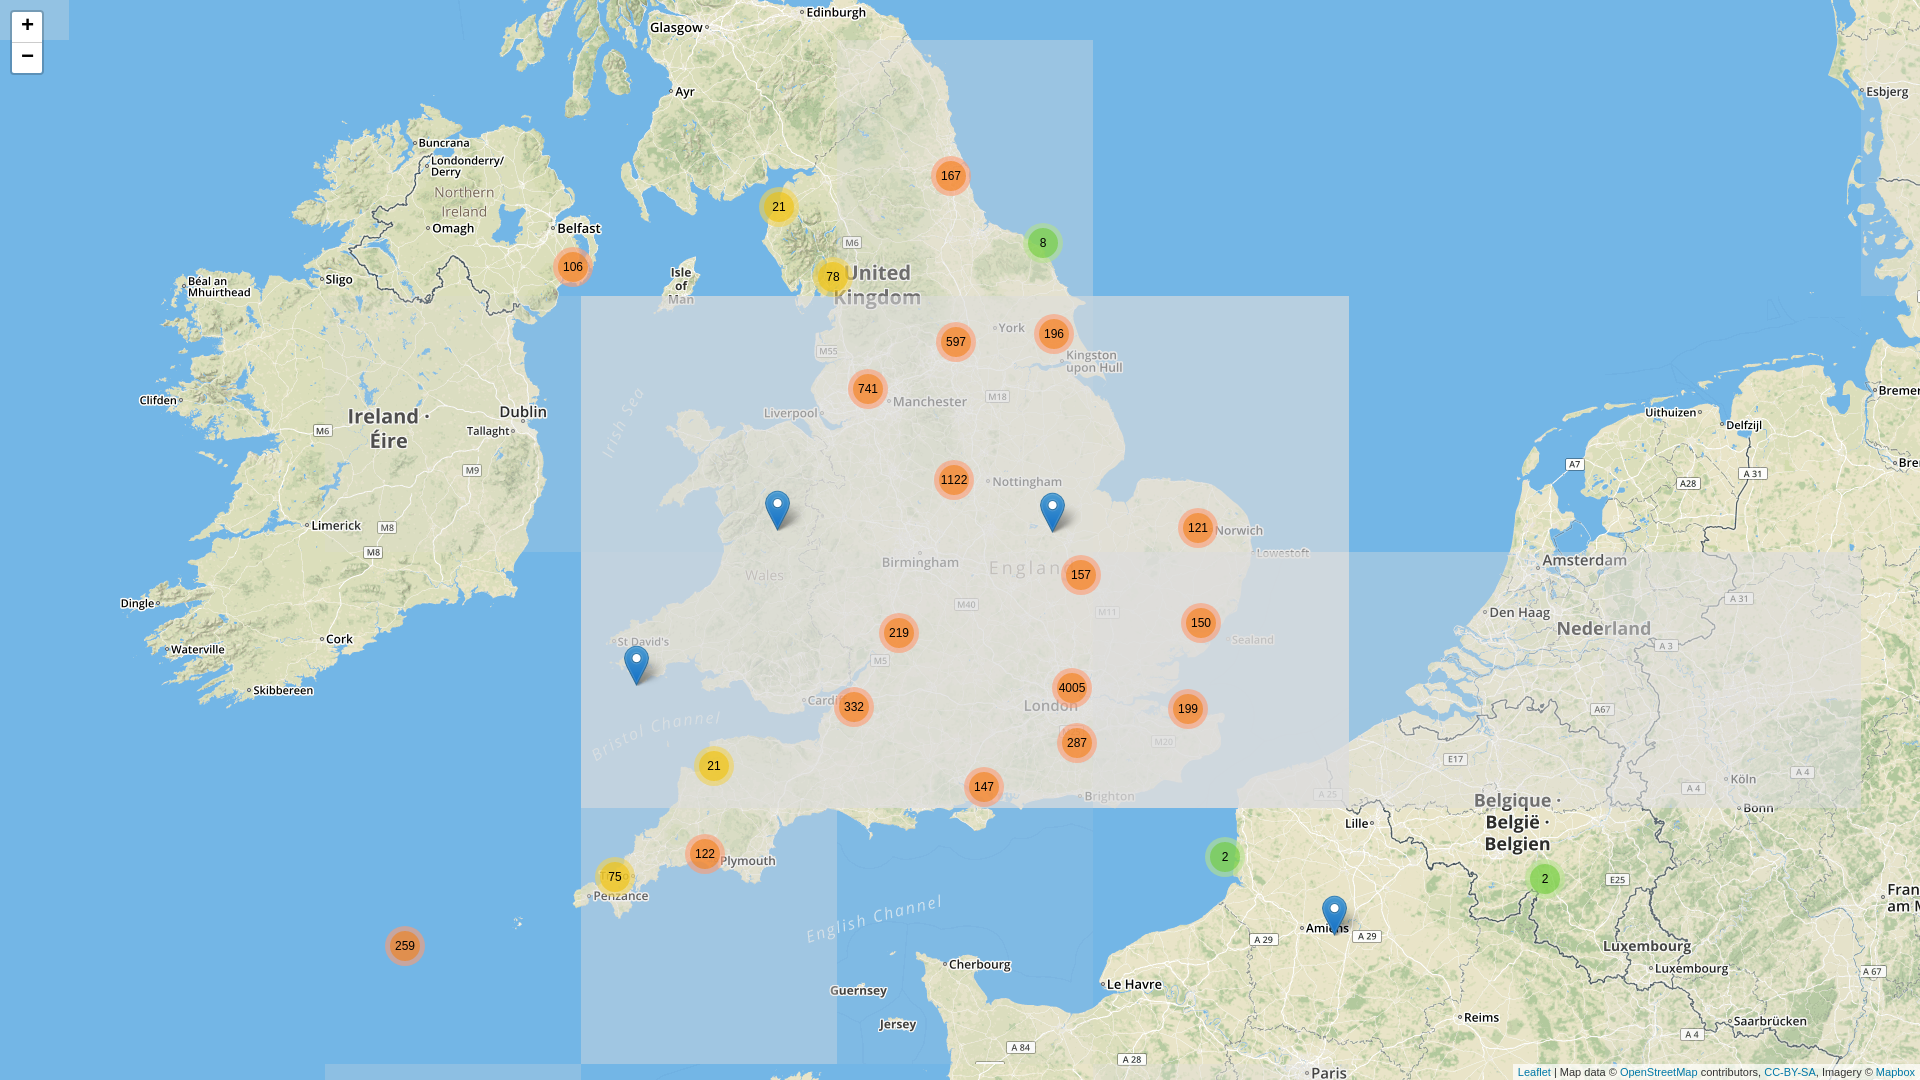 +
−
Glasgow
Edinburgh
Ayr
Esbjerg
Buncrana
Londonderry/
Derry
Northern
Ireland
Omagh
Belfast
167
21
8
M6
106
78
United
Kingdom
Isle
of
Man
Sligo
Béal an
Mhuirthead
York
196
597
M55
Kingston
upon Hull
741
Manchester
M18
Clifden
Irish Sea
Liverpool
Dublin
Tallaght
Ireland ·
Éire
M6
M9
Uithuizen
Delfzijl
A7
A 31
A28
1122
Nottingham
Limerick
M8
M8
121
Norwich
Lowestoft
Amsterdam
Birmingham
Wales
157
M40
M11
Dingle
Den Haag
A 31
Nederland
219
150
Sealand
Cork
Waterville
St David's
A 3
M5
Skibbereen
4005
London
332
199
A67
Bristol Channel
287
M20
E17
21
147
Brighton
A 25
Köln
A 4
A 4
Bonn
Belgique ·
België ·
Belgien
Lille
122
Plymouth
2
75
Penzance
2
E25
English Channel
Amiens
A 29
A 29
259
Luxembourg
Luxembourg
A 67
Cherbourg
Guernsey
Le Havre
Jersey
Reims
Saarbrücken
A 4
A 84
A 28
Paris
Leaflet | Map data © OpenStreetMap contributors, CC-BY-SA, Imagery © Mapbox